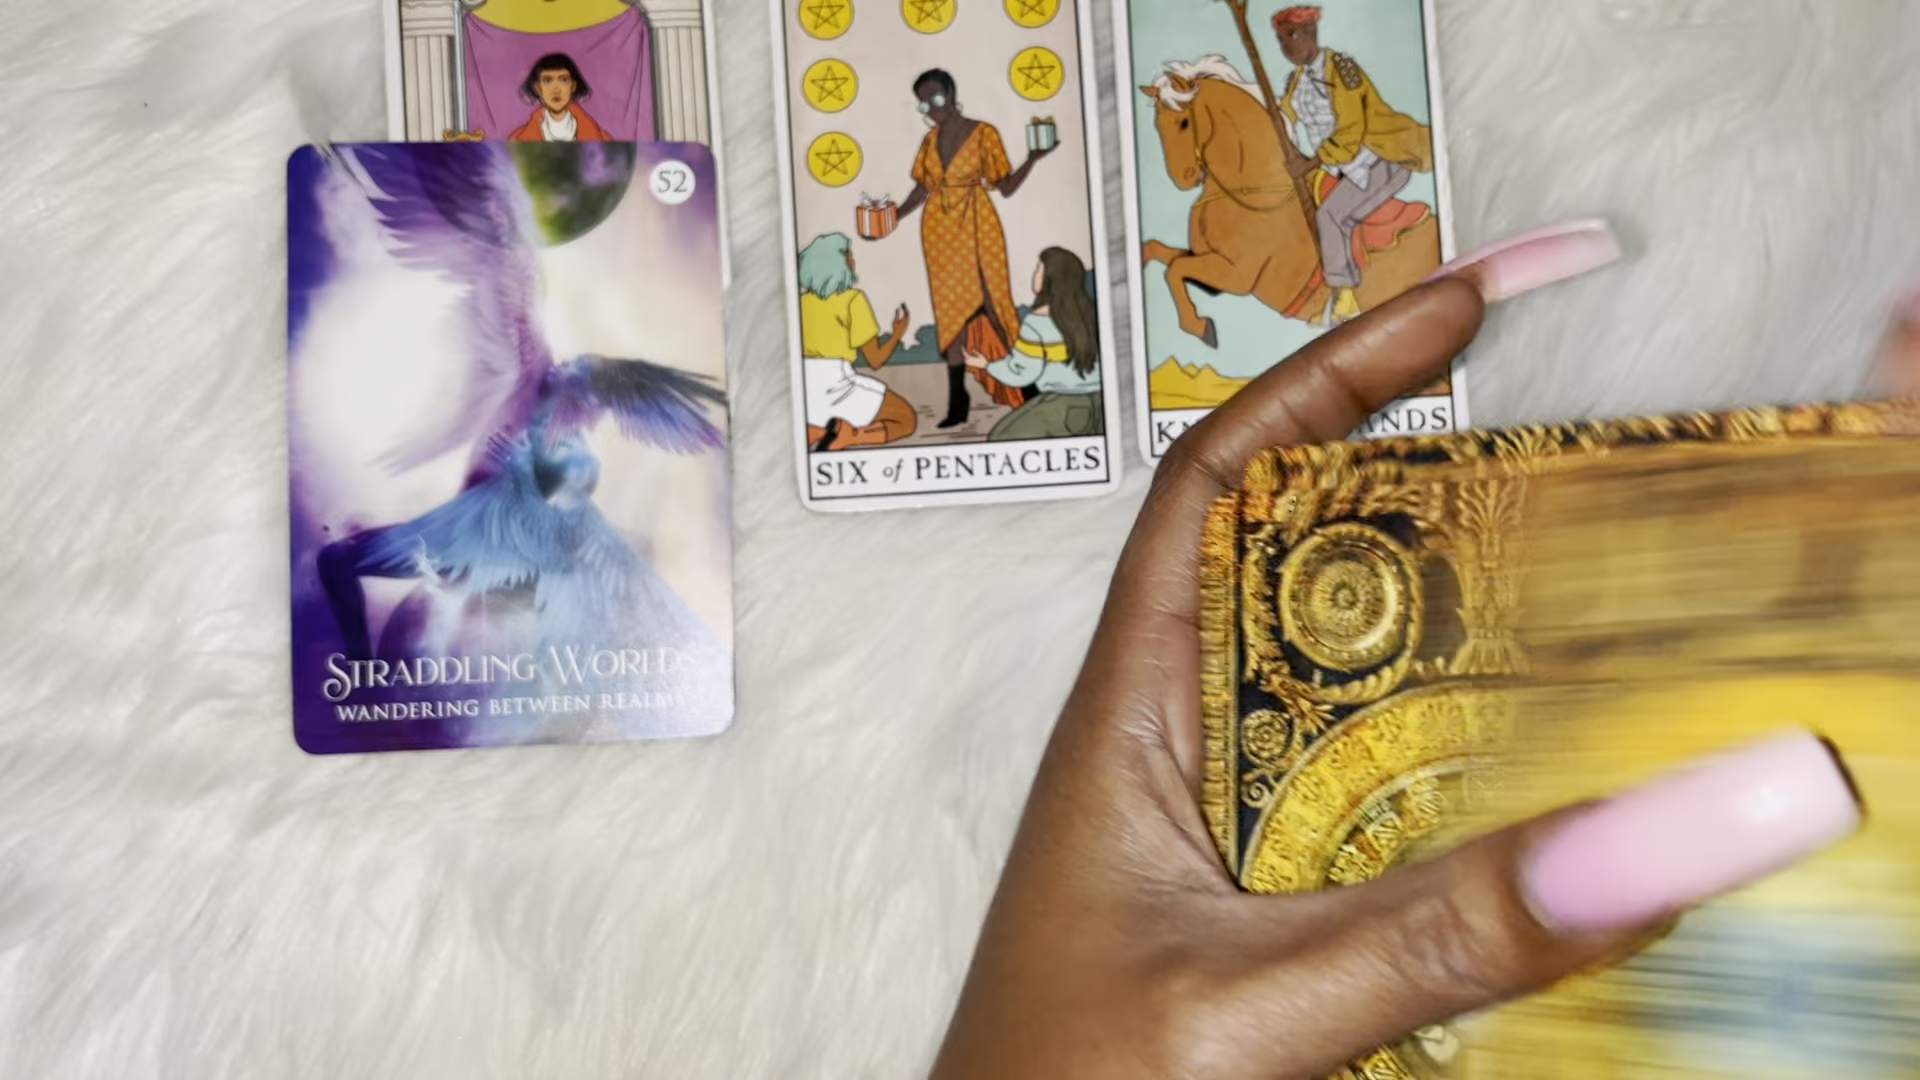 52
SIX of PENTACLES
STRADDLING WORLDS
WANDERING BETWEEN REALMS